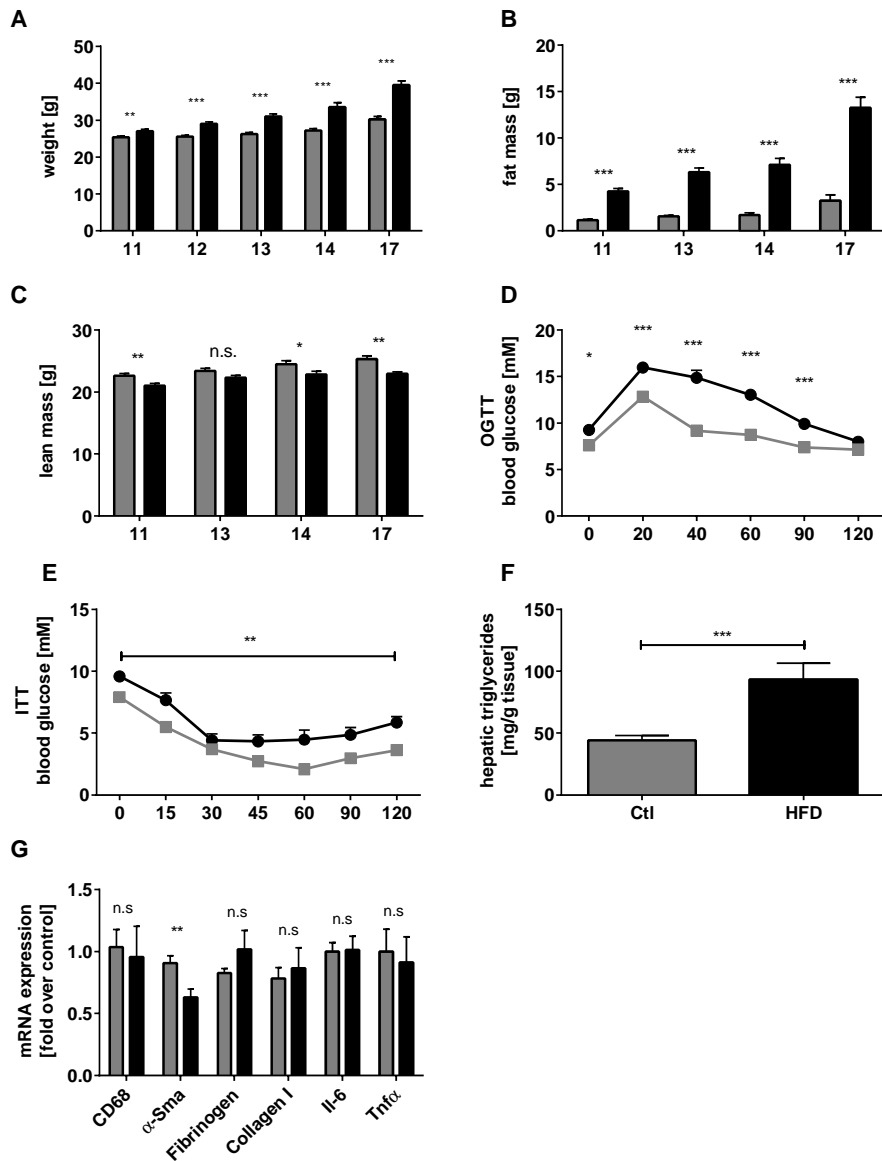 A
weight [g]
50
40
30
20
10
0
** *** *** *** ***
11 12 13 14 17
B
fat mass [g]
20
15
10
5
0
*** *** *** ***
11 13 14 17
C
lean mass [g]
30
20
10
0
** n.s. * **
11 13 14 17
D
OGTT
blood glucose [mM]
20
15
10
5
0
* *** *** *** ***
0 20 40 60 90 120
E
ITT
blood glucose [mM]
15
10
5
0
**
0 15 30 45 60 90 120
F
hepatic triglycerides
[mg/g tissue]
150
100
50
0
***
Ctl HFD
G
mRNA expression
[fold over control]
1.5
1.0
0.5
0.0
n.s ** n.s n.s n.s n.s
CD68 α-Sma Fibrinogen Collagen I Il-6 Tnfα